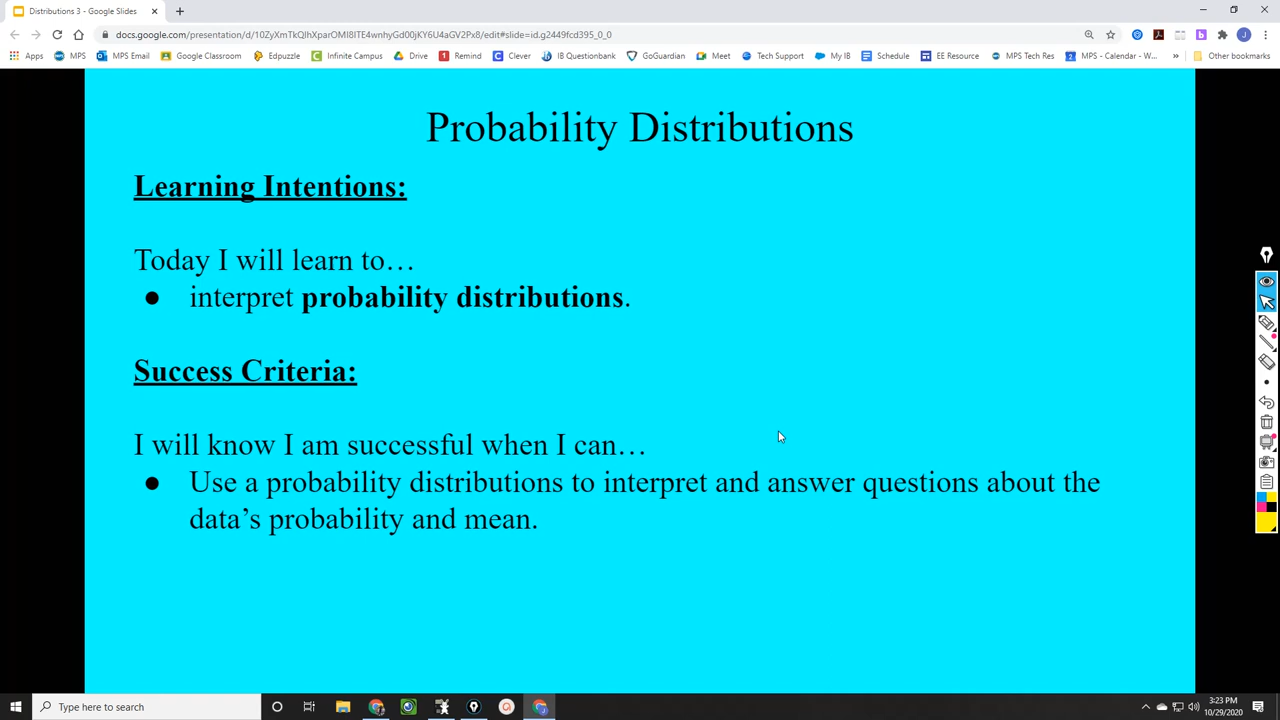 Distributions 3 - Google Slides
docs.google.com/presentation/d/10ZyXmTkQIhXparOMI8ITE4wnhyGd00jKY6U4aGV2Px8/edit#slide=id.g2449fcd395_0_0
Apps MPS MPS Email Google Classroom Edpuzzle Infinite Campus Drive Remind Clever IB Questionbank GoGuardian Meet Tech Support My IB Schedule EE Resource MPS Tech Res MPS - Calendar - W... » Other bookmarks
Probability Distributions
Learning Intentions:
Today I will learn to…
● interpret probability distributions.
Success Criteria:
I will know I am successful when I can…
● Use a probability distributions to interpret and answer questions about the
data’s probability and mean.
Type here to search
3:23 PM
10/29/2020